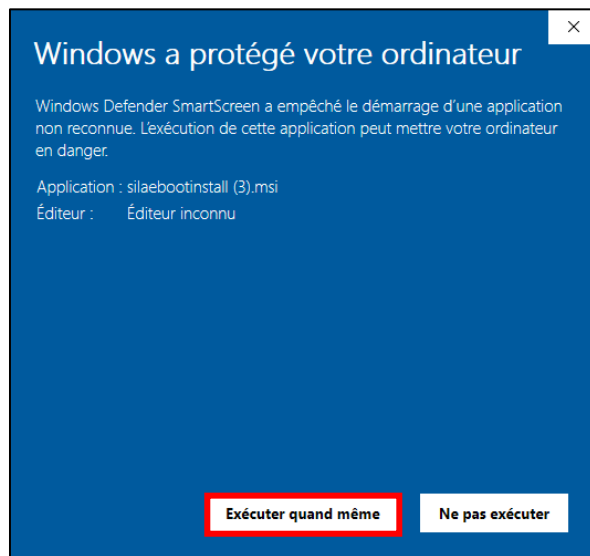 Windows a protégé votre ordinateur
Windows Defender SmartScreen a empêché le démarrage d'une application
non reconnue. L'exécution de cette application peut mettre votre ordinateur
en danger.
Application : silaebootinstall (3).msi
Éditeur : Éditeur inconnu
Exécuter quand même Ne pas exécuter